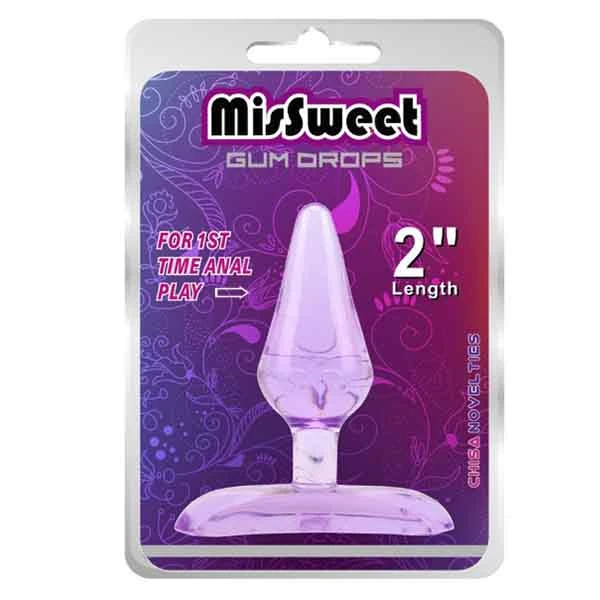 MisSweet
GUM DROPS
FOR 1ST
TIME ANAL
PLAY
2"
Length
CHISA NOVELTIES